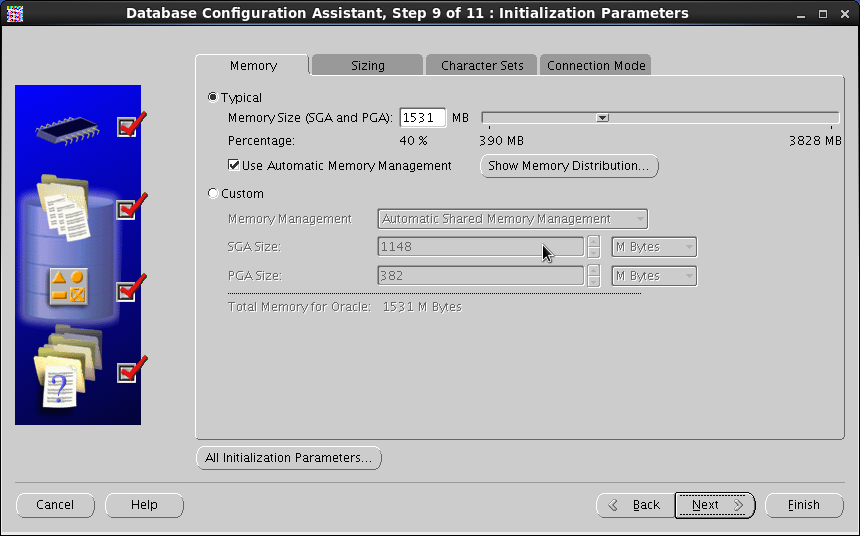 Database Configuration Assistant, Step 9 of 11 : Initialization Parameters
Memory Sizing Character Sets Connection Mode
Typical
Memory Size (SGA and PGA): 1531 MB
Percentage: 40 % 390 MB 3828 MB
Use Automatic Memory Management Show Memory Distribution...
Custom
Memory Management Automatic Shared Memory Management
SGA Size: 1148 M Bytes
PGA Size: 382 M Bytes
Total Memory for Oracle: 1531 M Bytes
?
All Initialization Parameters...
Cancel Help Back Next Finish